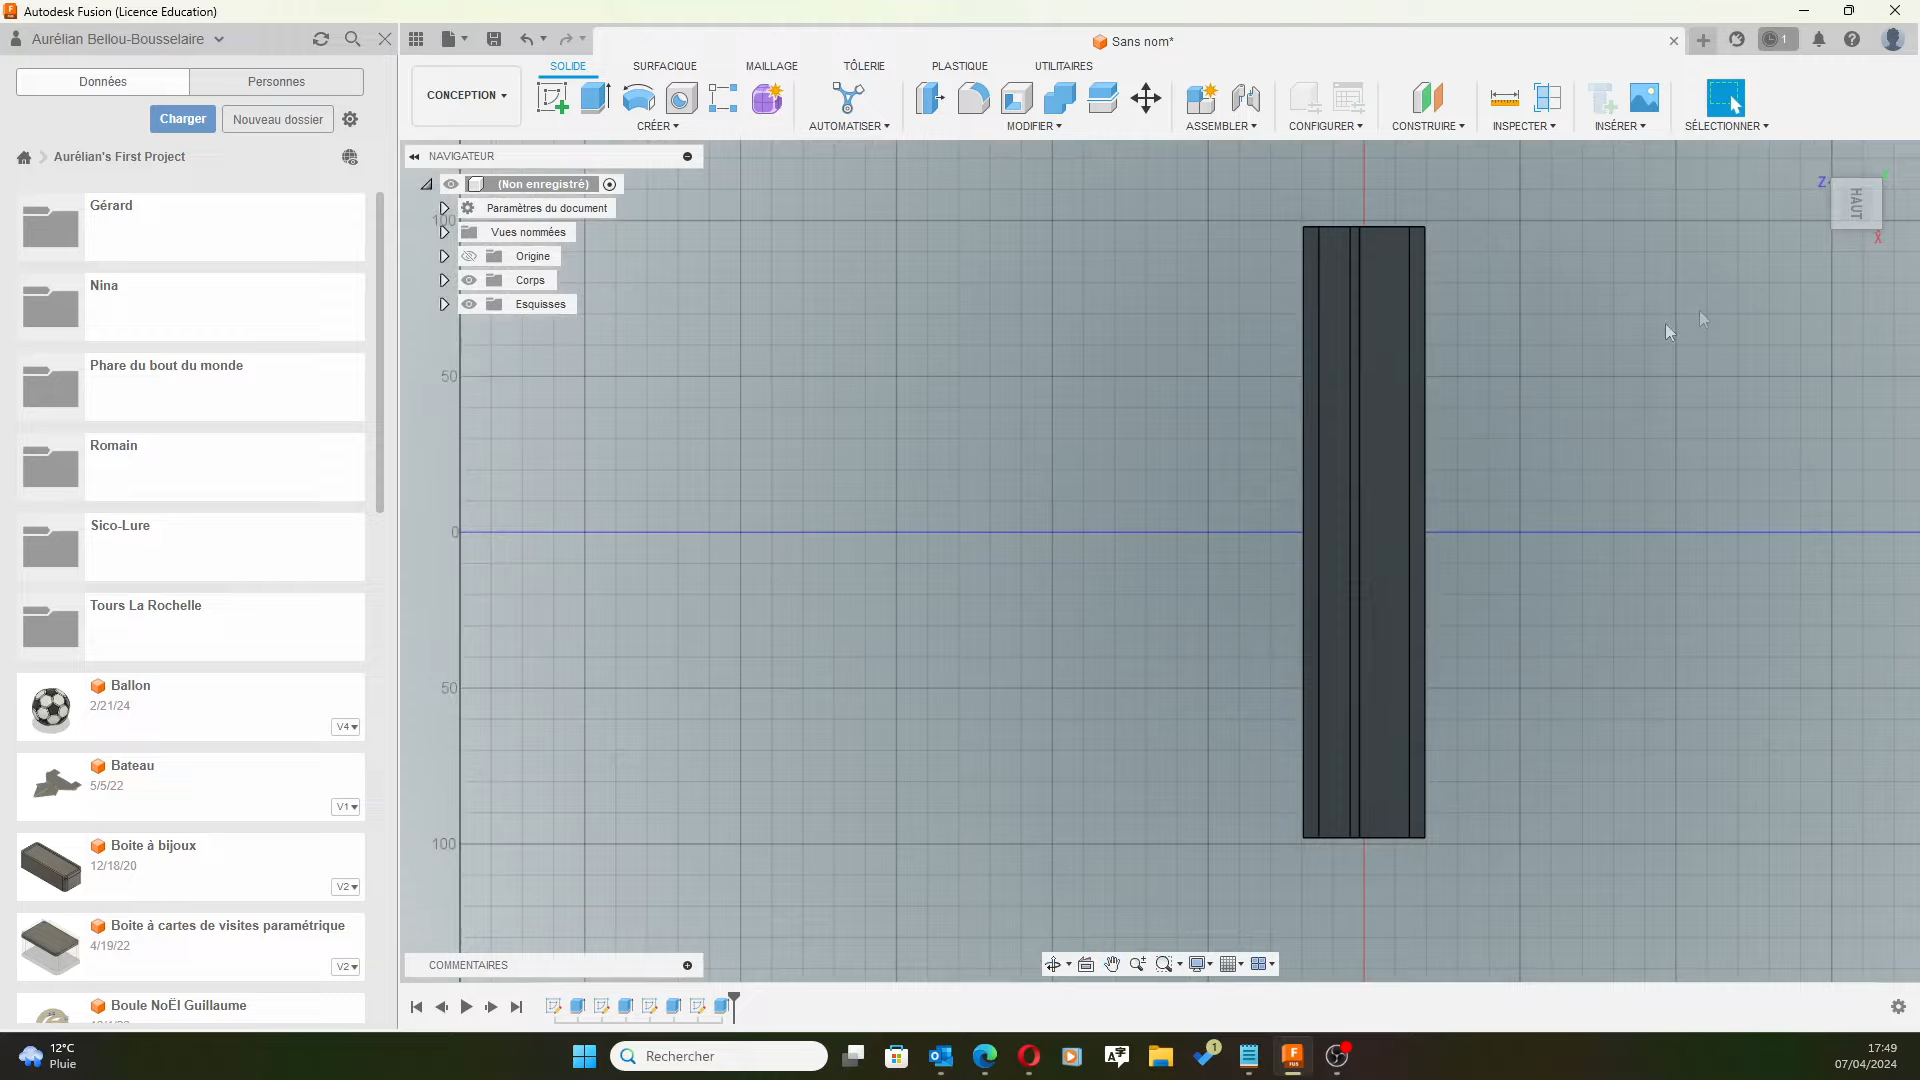 Autodesk Fusion (Licence Education)
Aurélian Bellou-Bousselaire
Sans nom*
1
Données
Personnes
Charger
Nouveau dossier
Aurélian's First Project
Gérard
Nina
Phare du bout du monde
Romain
Sico-Lure
Tours La Rochelle
Ballon
2/21/24
V4
Bateau
5/5/22
V1
Boite à bijoux
12/18/20
V2
Boite à cartes de visites paramétrique
4/19/22
V2
Boule NoËl Guillaume
CONCEPTION
SOLIDE
SURFACIQUE
MAILLAGE
TÔLERIE
PLASTIQUE
UTILITAIRES
CRÉER
AUTOMATISER
MODIFIER
ASSEMBLER
CONFIGURER
CONSTRUIRE
INSPECTER
INSÉRER
SÉLECTIONNER
NAVIGATEUR
(Non enregistré)
Paramètres du document
Vues nommées
Origine
Corps
Esquisses
100
50
0
50
100
Z
HAUT
X
COMMENTAIRES
12°C
Pluie
Rechercher
1
17:49
07/04/2024